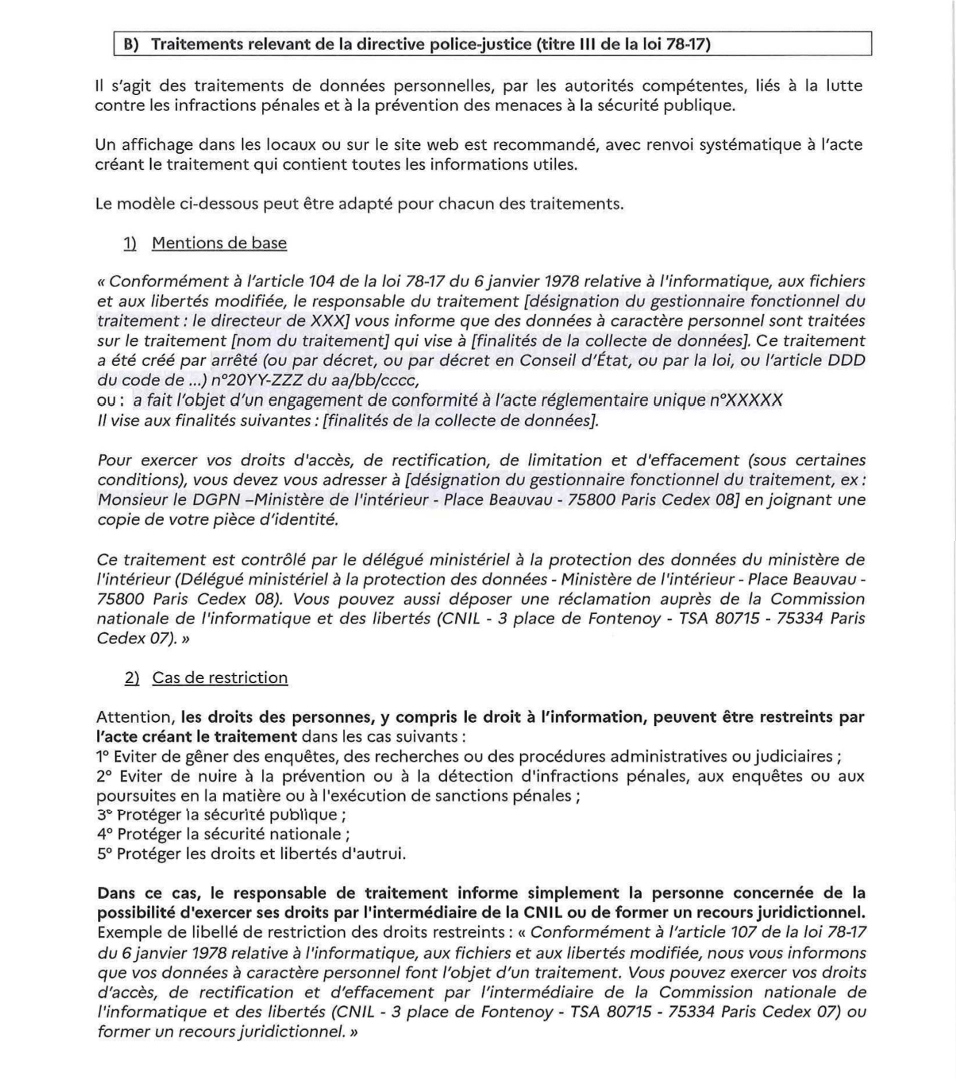 B) Traitements relevant de la directive police-justice (titre III de la loi 78-17)
Il s'agit des traitements de données personnelles, par les autorités compétentes, liés à la lutte
contre les infractions pénales et à la prévention des menaces à la sécurité publique.
Un affichage dans les locaux ou sur le site web est recommandé, avec renvoi systématique à l'acte
créant le traitement qui contient toutes les informations utiles.
Le modèle ci-dessous peut être adapté pour chacun des traitements.
1) Mentions de base
« Conformément à l'article 104 de la loi 78-17 du 6 janvier 1978 relative à l'informatique, aux fichiers
et aux libertés modifiée, le responsable du traitement [désignation du gestionnaire fonctionnel du
traitement : le directeur de XXX] vous informe que des données à caractère personnel sont traitées
sur le traitement [nom du traitement] qui vise à [finalités de la collecte de données]. Ce traitement
a été créé par arrêté (ou par décret, ou par décret en Conseil d'État, ou par la loi, ou l'article DDD
du code de ...) n°20YY-ZZZ du aa/bb/cccc,
ou : a fait l'objet d'un engagement de conformité à l'acte réglementaire unique n°XXXXX
Il vise aux finalités suivantes : [finalités de la collecte de données].
Pour exercer vos droits d'accès, de rectification, de limitation et d'effacement (sous certaines
conditions), vous devez vous adresser à [désignation du gestionnaire fonctionnel du traitement, ex :
Monsieur le DGPN –Ministère de l'intérieur - Place Beauvau - 75800 Paris Cedex 08] en joignant une
copie de votre pièce d'identité.
Ce traitement est contrôlé par le délégué ministériel à la protection des données du ministère de
l'intérieur (Délégué ministériel à la protection des données - Ministère de l'intérieur - Place Beauvau -
75800 Paris Cedex 08). Vous pouvez aussi déposer une réclamation auprès de la Commission
nationale de l'informatique et des libertés (CNIL - 3 place de Fontenoy - TSA 80715 - 75334 Paris
Cedex 07). »
2) Cas de restriction
Attention, les droits des personnes, y compris le droit à l'information, peuvent être restreints par
l'acte créant le traitement dans les cas suivants :
1° Eviter de gêner des enquêtes, des recherches ou des procédures administratives ou judiciaires ;
2° Eviter de nuire à la prévention ou à la détection d'infractions pénales, aux enquêtes ou aux
poursuites en la matière ou à l'exécution de sanctions pénales ;
3° Protéger la sécurité publique ;
4° Protéger la sécurité nationale ;
5° Protéger les droits et libertés d'autrui.
Dans ce cas, le responsable de traitement informe simplement la personne concernée de la
possibilité d'exercer ses droits par l'intermédiaire de la CNIL ou de former un recours juridictionnel.
Exemple de libellé de restriction des droits restreints : « Conformément à l'article 107 de la loi 78-17
du 6 janvier 1978 relative à l'informatique, aux fichiers et aux libertés modifiée, nous vous informons
que vos données à caractère personnel font l'objet d'un traitement. Vous pouvez exercer vos droits
d'accès, de rectification et d'effacement par l'intermédiaire de la Commission nationale de
l'informatique et des libertés (CNIL - 3 place de Fontenoy - TSA 80715 - 75334 Paris Cedex 07) ou
former un recours juridictionnel. »